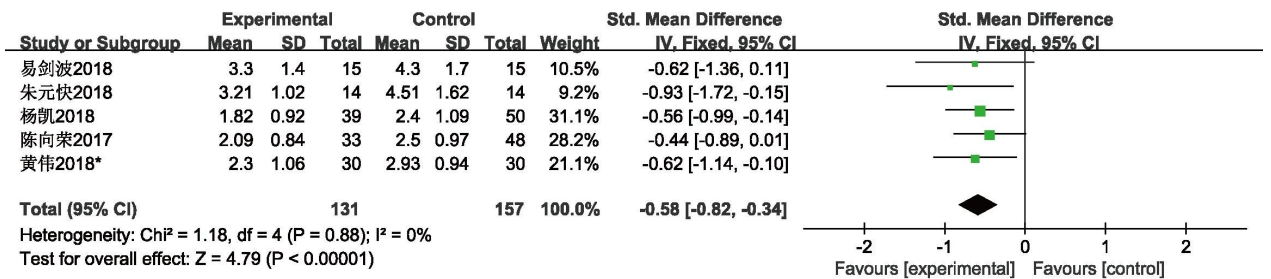 Experimental Control Std. Mean Difference Std. Mean Difference
Study or Subgroup Mean SD Total Mean SD Total Weight IV, Fixed, 95% CI IV, Fixed, 95% CI
易剑波2018 3.3 1.4 15 4.3 1.7 15 10.5% -0.62 [-1.36, 0.11]
朱元快2018 3.21 1.02 14 4.51 1.62 14 9.2% -0.93 [-1.72, -0.15]
杨凯2018 1.82 0.92 39 2.4 1.09 50 31.1% -0.56 [-0.99, -0.14]
陈向荣2017 2.09 0.84 33 2.5 0.97 48 28.2% -0.44 [-0.89, 0.01]
黄伟2018* 2.3 1.06 30 2.93 0.94 30 21.1% -0.62 [-1.14, -0.10]
Total (95% CI) 131 157 100.0% -0.58 [-0.82, -0.34]
Heterogeneity: Chi² = 1.18, df = 4 (P = 0.88); I² = 0%
Test for overall effect: Z = 4.79 (P < 0.00001)
-2 -1 0 1 2
Favours [experimental] Favours [control]